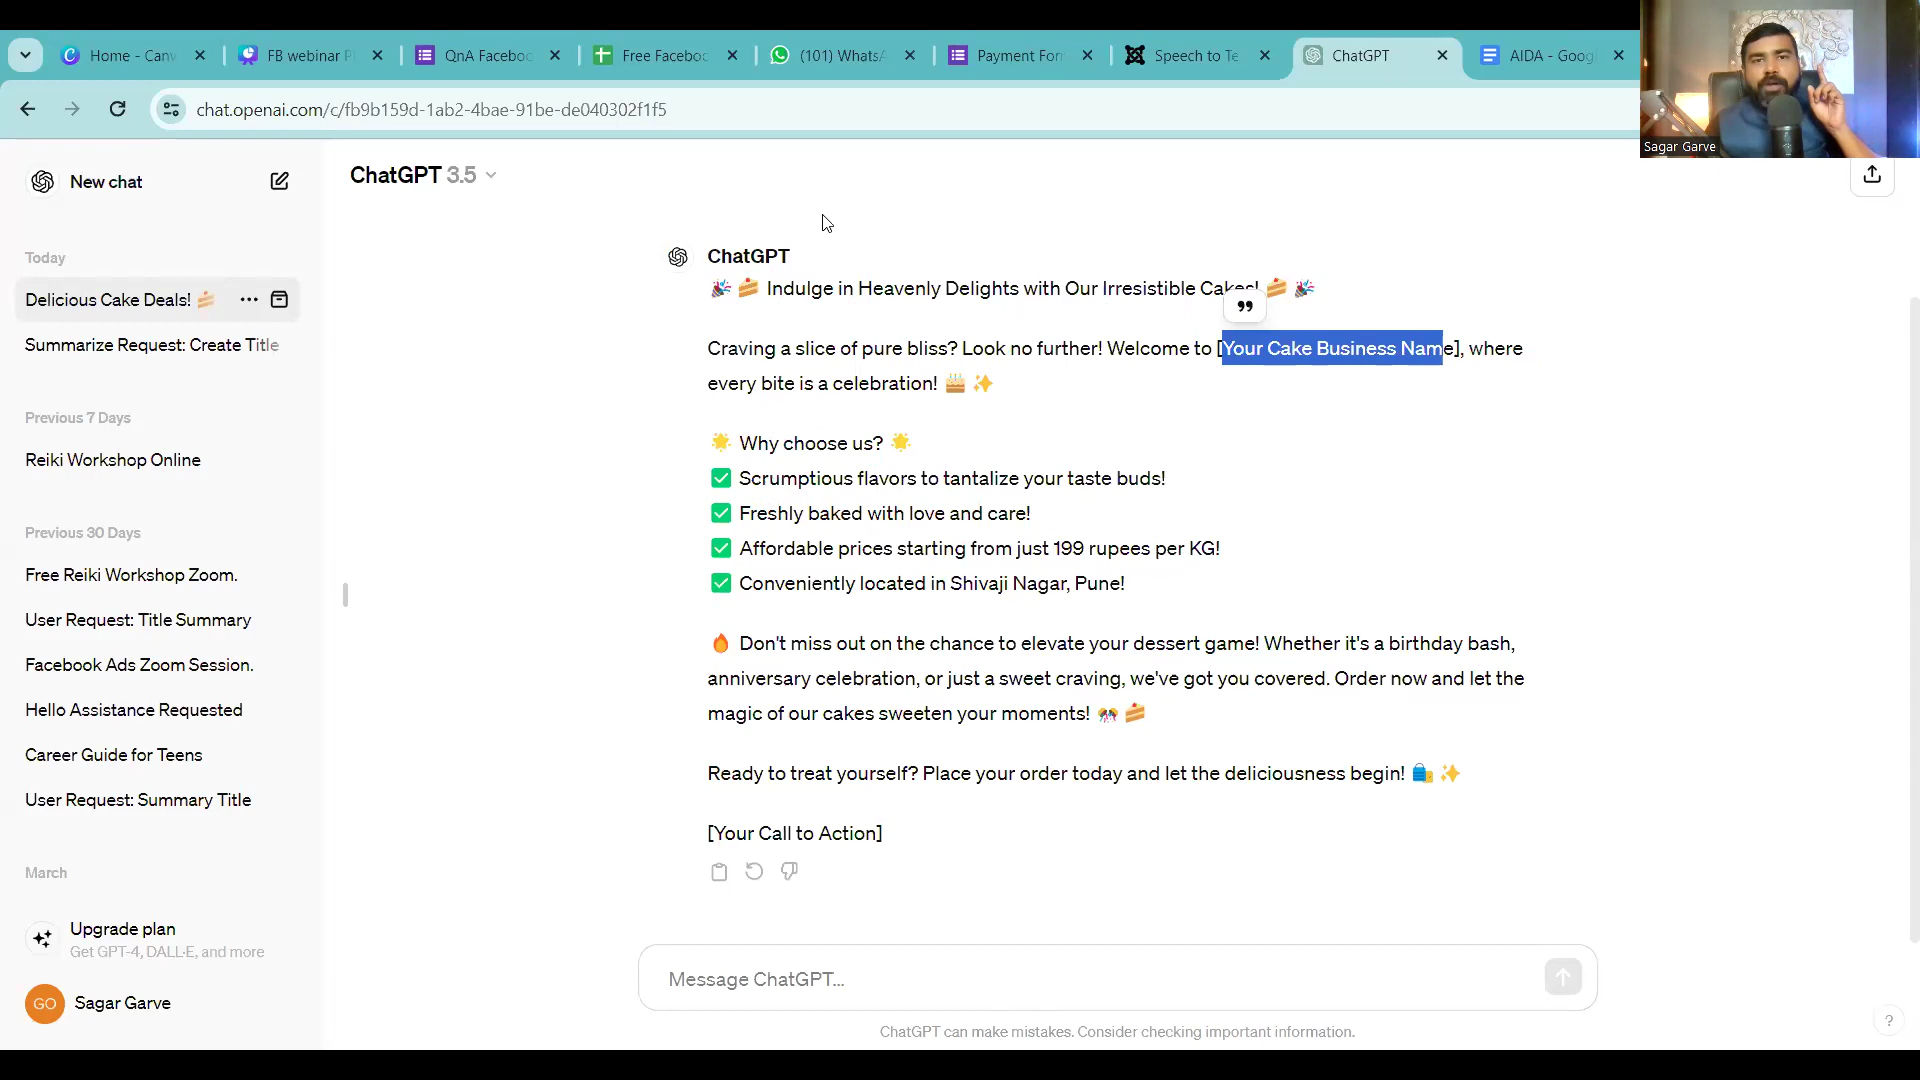 Home - Canv
FB webinar P
QnA Faceboo
Free Faceboo
(101) WhatsA
Payment For
Speech to Te
ChatGPT
AIDA - Goog
chat.openai.com/c/fb9b159d-1ab2-4bae-91be-de040302f1f5
Sagar Garve
New chat
ChatGPT 3.5
Today
Delicious Cake Deals! 🍰
Summarize Request: Create Title
Previous 7 Days
Reiki Workshop Online
Previous 30 Days
Free Reiki Workshop Zoom.
User Request: Title Summary
Facebook Ads Zoom Session.
Hello Assistance Requested
Career Guide for Teens
User Request: Summary Title
March
Upgrade plan
Get GPT-4, DALL·E, and more
GO
Sagar Garve
ChatGPT
🎉 🍰 Indulge in Heavenly Delights with Our Irresistible Cakes! 🍰 🎉
Craving a slice of pure bliss? Look no further! Welcome to [Your Cake Business Name], where
every bite is a celebration! 🎂 ✨
🌟 Why choose us? 🌟
✅ Scrumptious flavors to tantalize your taste buds!
✅ Freshly baked with love and care!
✅ Affordable prices starting from just 199 rupees per KG!
✅ Conveniently located in Shivaji Nagar, Pune!
🔥 Don't miss out on the chance to elevate your dessert game! Whether it's a birthday bash,
anniversary celebration, or just a sweet craving, we've got you covered. Order now and let the
magic of our cakes sweeten your moments! 🎊 🍰
Ready to treat yourself? Place your order today and let the deliciousness begin! 🛍️ ✨
[Your Call to Action]
Message ChatGPT...
ChatGPT can make mistakes. Consider checking important information.
?